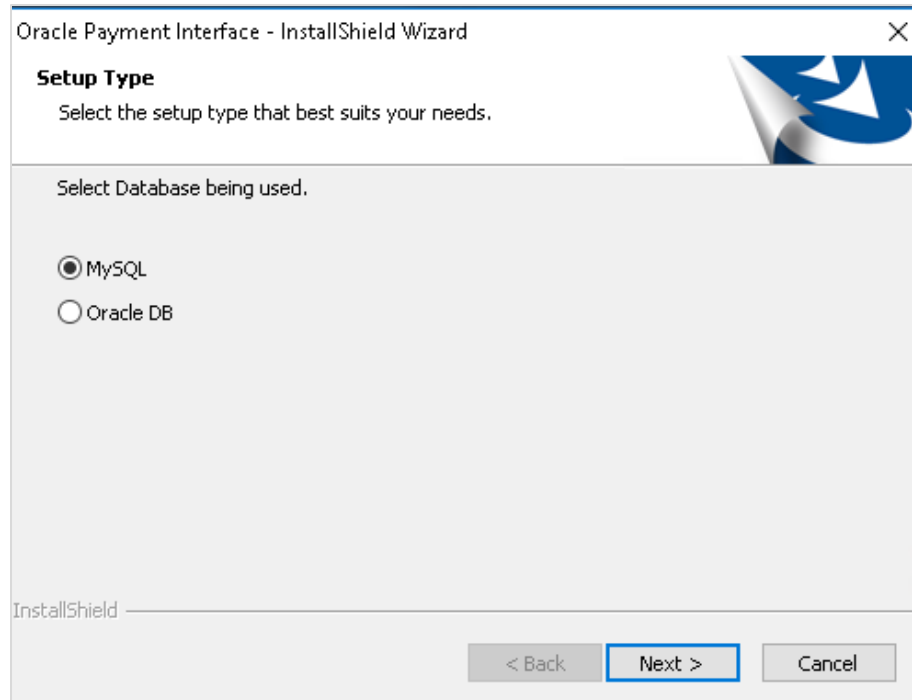 Oracle Payment Interface - InstallShield Wizard
Setup Type
Select the setup type that best suits your needs.
Select Database being used.
MySQL
Oracle DB
InstallShield
< Back
Next >
Cancel